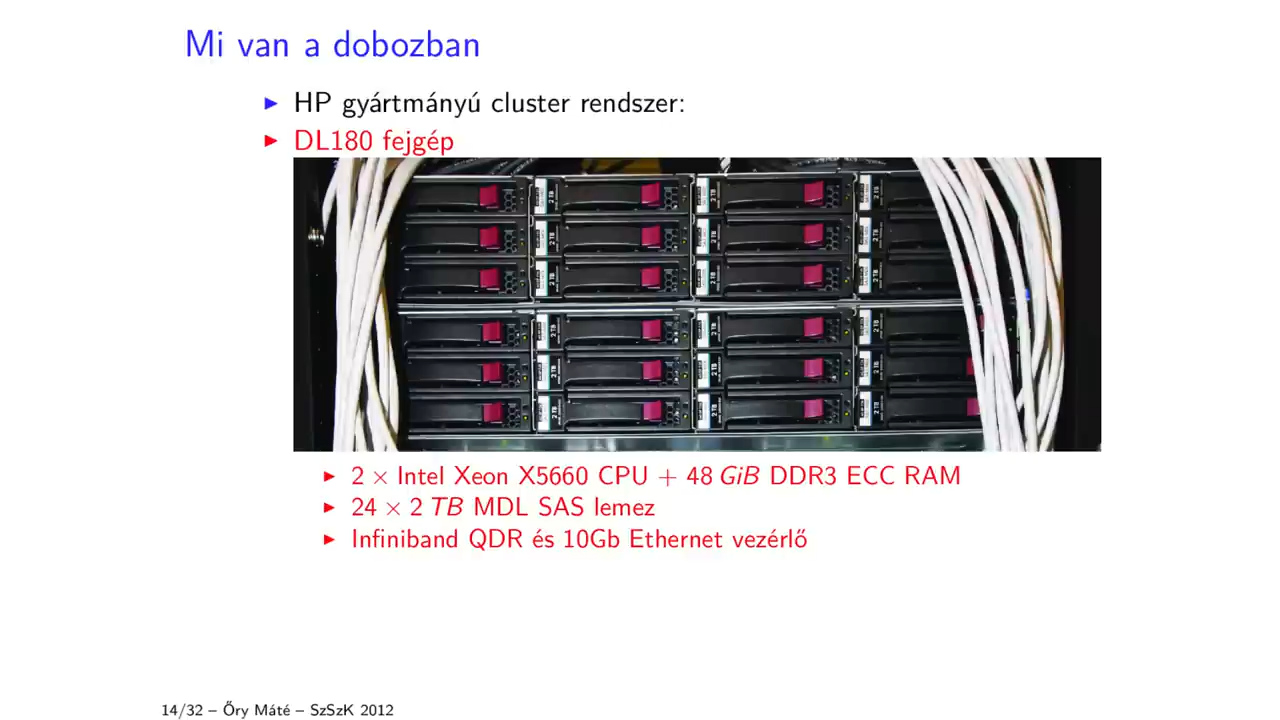 Mi van a dobozban
HP gyártmányú cluster rendszer:
DL180 fejgép
2 × Intel Xeon X5660 CPU + 48 GiB DDR3 ECC RAM
24 × 2 TB MDL SAS lemez
Infiniband QDR és 10Gb Ethernet vezérlő
14/32 – Őry Máté – SzSzK 2012